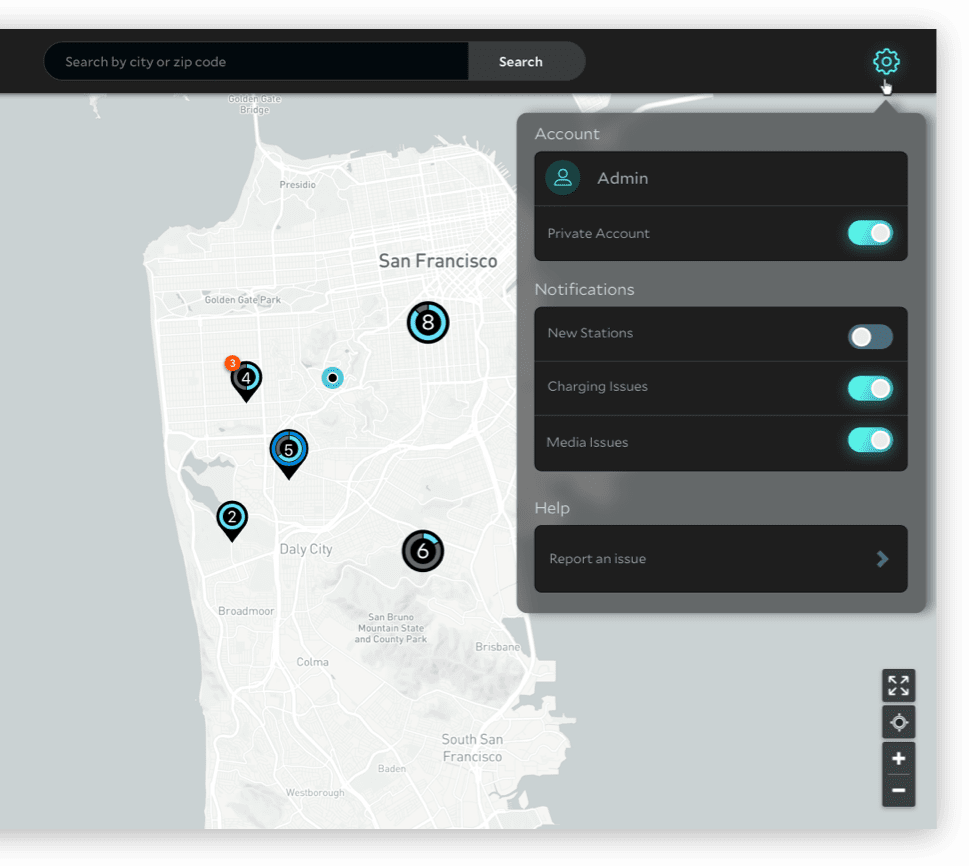 Search by city or zip code
Search
Golden Gate
Bridge
Account
Presidio
Admin
Private Account
San Francisco
Notifications
Golden Gate Park
8
New Stations
3
4
Charging Issues
5
Media Issues
2
Help
Daly City
6
Report an issue
Broadmoor
San Bruno
Mountain State
and County Park
Brisbane
Colma
South San
Francisco
Baden
Westborough